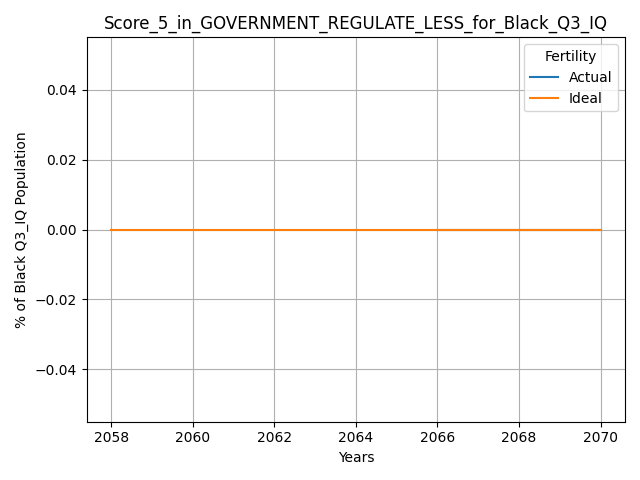 Score_5_in_GOVERNMENT_REGULATE_LESS_for_Black_Q3_IQ
Fertility
Actual
Ideal
0.04
0.02
0.00
−0.02
−0.04
% of Black Q3_IQ Population
2058 2060 2062 2064 2066 2068 2070
Years